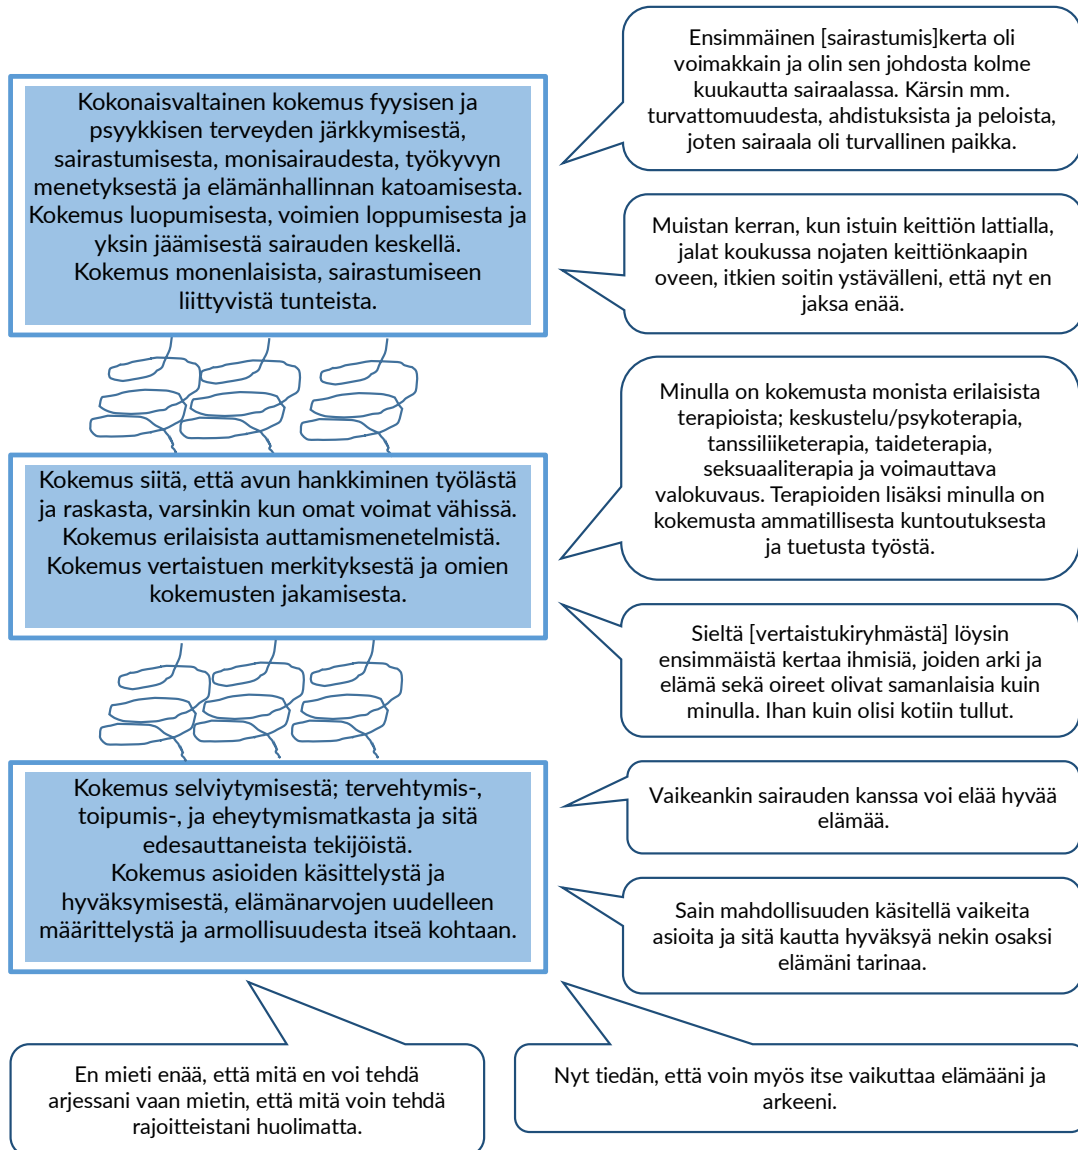 Ensimmäinen [sairastumis]kerta oli
voimakkain ja olin sen johdosta kolme
kuukautta sairaalassa. Kärsin mm.
turvattomuudesta, ahdistuksista ja peloista,
joten sairaala oli turvallinen paikka.
Kokonaisvaltainen kokemus fyysisen ja
psyykkisen terveyden järkkymisestä,
sairastumisesta, monisairaudesta, työkyvyn
menetyksestä ja elämänhallinnan katoamisesta.
Kokemus luopumisesta, voimien loppumisesta ja
yksin jäämisestä sairauden keskellä.
Kokemus monenlaisista, sairastumiseen
liittyvistä tunteista.
Muistan kerran, kun istuin keittiön lattialla,
jalat koukussa nojaten keittiönkaapin
oveen, itkien soitin ystävälleni, että nyt en
jaksa enää.
Minulla on kokemusta monista erilaisista
terapioista; keskustelu/psykoterapia,
tanssiliiketerapia, taideterapia,
seksuaaliterapia ja voimauttava
valokuvaus. Terapioiden lisäksi minulla on
kokemusta ammatillisesta kuntoutuksesta
ja tuetusta työstä.
Kokemus siitä, että avun hankkiminen työlästä
ja raskasta, varsinkin kun omat voimat vähissä.
Kokemus erilaisista auttamismenetelmistä.
Kokemus vertaistuen merkityksestä ja omien
kokemusten jakamisesta.
Sieltä [vertaistukiryhmästä] löysin
ensimmäistä kertaa ihmisiä, joiden arki ja
elämä sekä oireet olivat samanlaisia kuin
minulla. Ihan kuin olisi kotiin tullut.
Kokemus selviytymisestä; tervehtymis-,
toipumis-, ja eheytymismatkasta ja sitä
edesauttaneista tekijöistä.
Kokemus asioiden käsittelystä ja
hyväksymisestä, elämänarvojen uudelleen
määrittelystä ja armollisuudesta itseä kohtaan.
Vaikeankin sairauden kanssa voi elää hyvää
elämää.
Sain mahdollisuuden käsitellä vaikeita
asioita ja sitä kautta hyväksyä nekin osaksi
elämäni tarinaa.
En mieti enää, että mitä en voi tehdä
arjessani vaan mietin, että mitä voin tehdä
rajoitteistani huolimatta.
Nyt tiedän, että voin myös itse vaikuttaa elämääni ja
arkeeni.